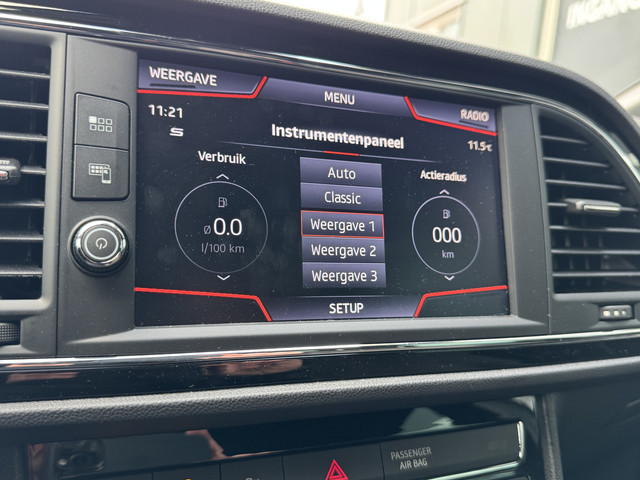 WEERGAVE
MENU
RADIO
11:21
11.5°C
S
Instrumentenpaneel
Verbruik
Auto
Classic
Weergave 1
Weergave 2
Weergave 3
Actieradius
Ø 0.0
l/100 km
000
km
SETUP
PASSENGER
AIR BAG